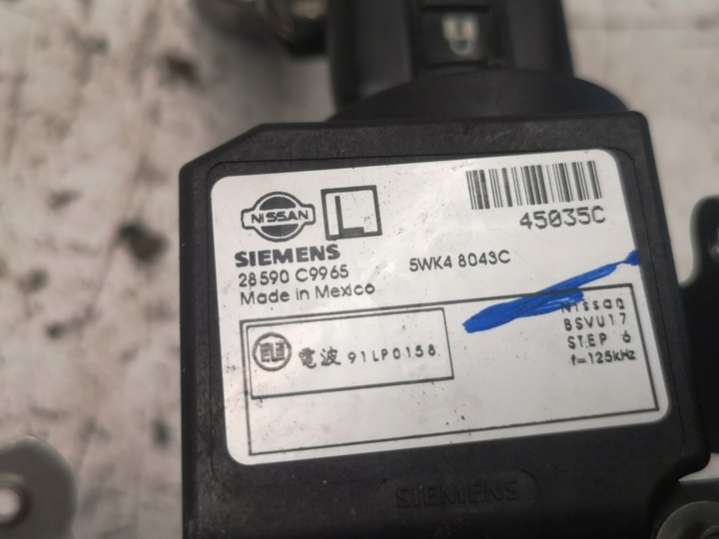 NISSAN
L
45035C
SIEMENS
28590 C9965
5WK4 8043C
Made in Mexico
Nissan
BSVU17
STEP 6
f=125kHz
電波 91LP0158
SIEMENS